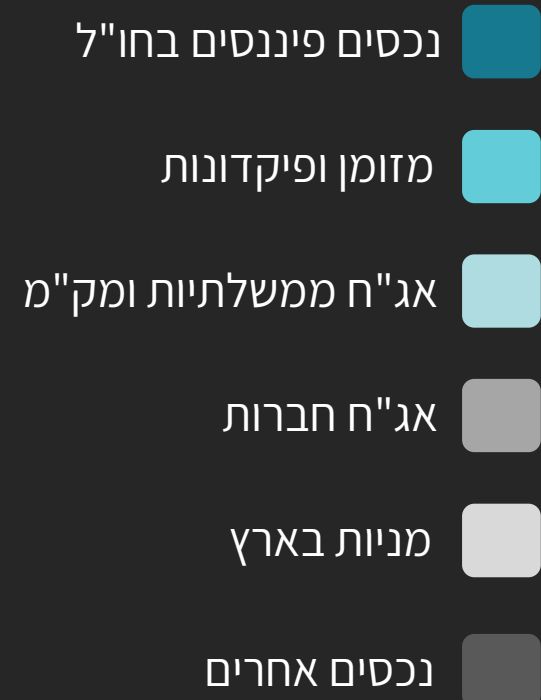 נכסים פיננסים בחו"ל
מזומן ופיקדונות
אג"ח ממשלתיות ומק"מ
אג"ח חברות
מניות בארץ
נכסים אחרים